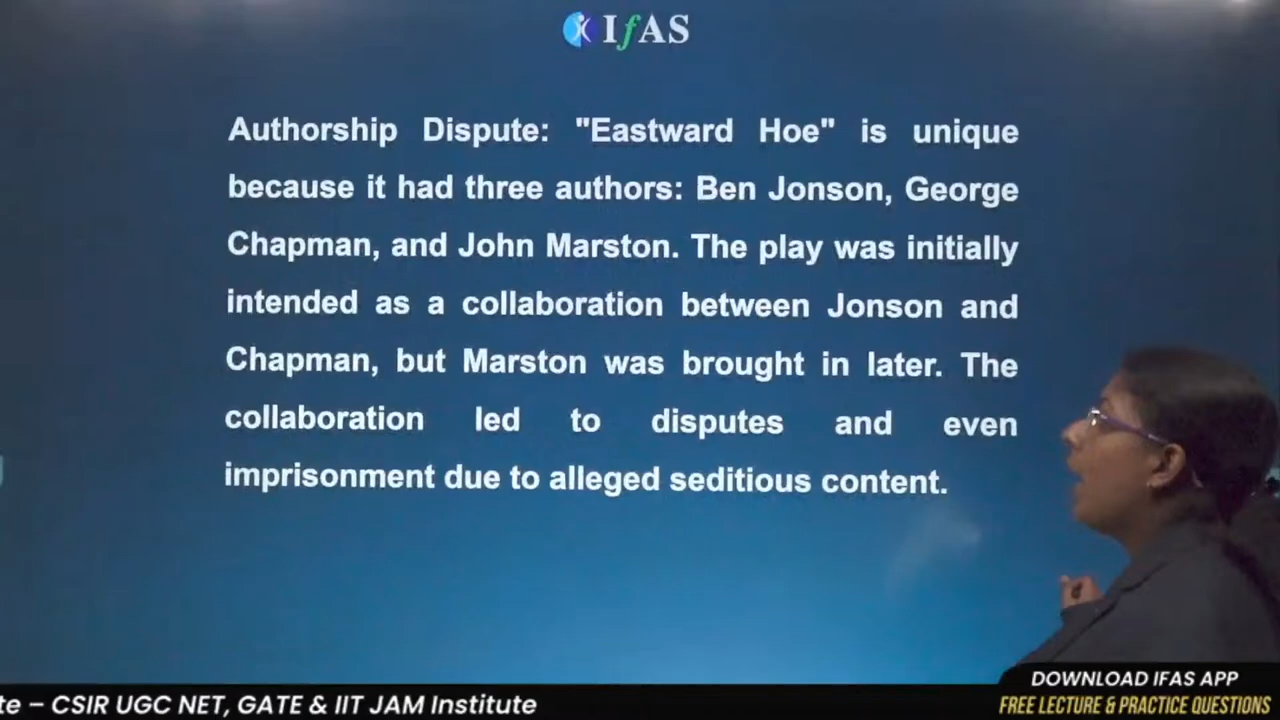 IfAS
Authorship Dispute: "Eastward Hoe" is unique
because it had three authors: Ben Jonson, George
Chapman, and John Marston. The play was initially
intended as a collaboration between Jonson and
Chapman, but Marston was brought in later. The
collaboration led to disputes and even
imprisonment due to alleged seditious content.
DOWNLOAD IFAS APP
te – CSIR UGC NET, GATE & IIT JAM Institute
FREE LECTURE & PRACTICE QUESTIONS